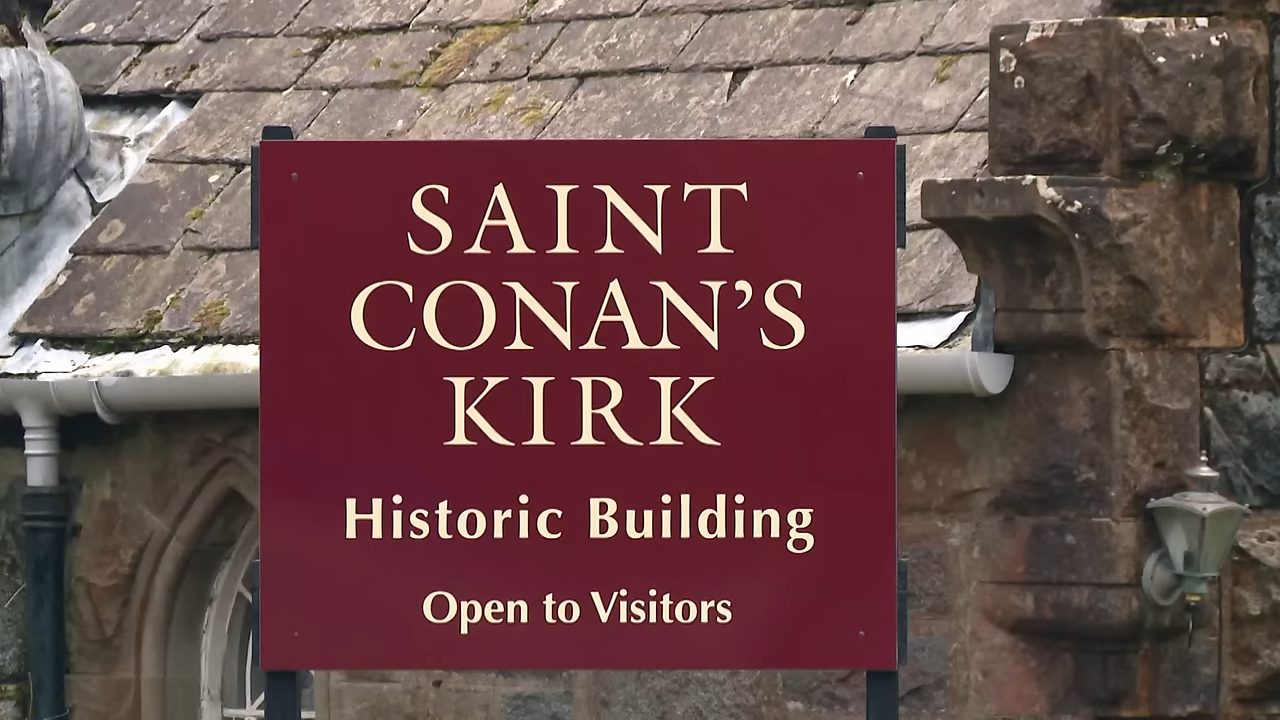 SAINT
CONAN’S
KIRK
Historic Building
Open to Visitors